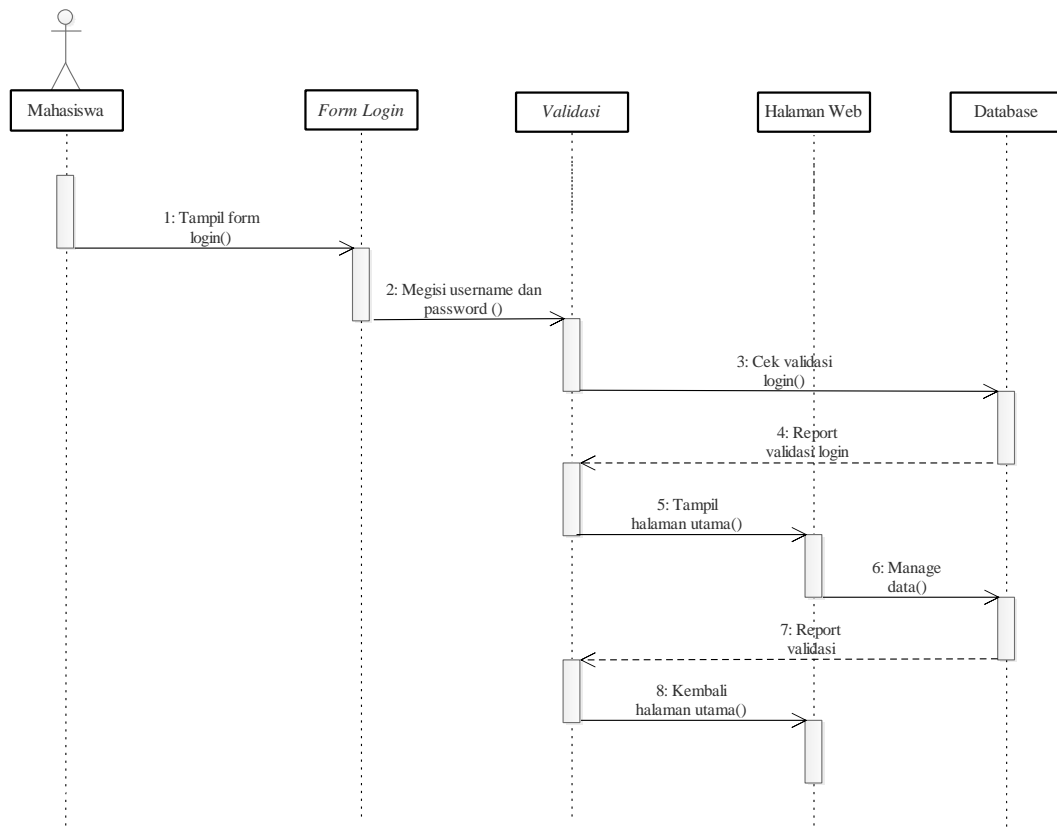 Mahasiswa
Form Login
Validasi
Halaman Web
Database
1: Tampil form
login()
2: Megisi username dan
password ()
3: Cek validasi
login()
4: Report
validasi login
5: Tampil
halaman utama()
6: Manage
data()
7: Report
validasi
8: Kembali
halaman utama()